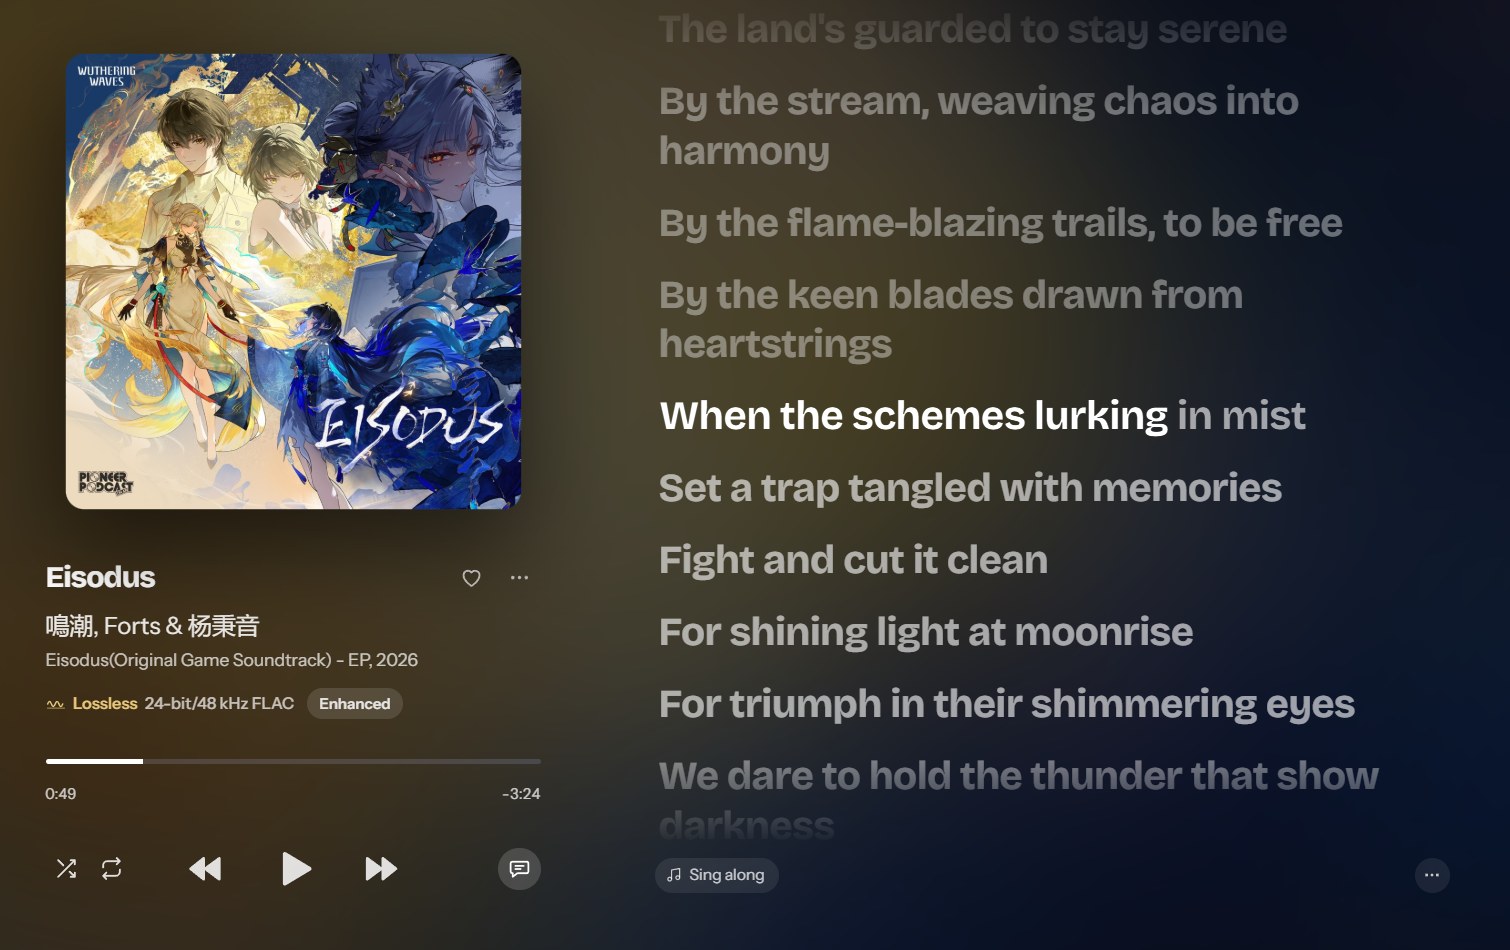 WUTHERING
WAVES
EISODUS
PIONEER
PODCAST
Eisodus
鳴潮, Forts & 杨秉音
Eisodus(Original Game Soundtrack) – EP, 2026
Lossless 24-bit/48 kHz FLAC Enhanced
0:49 -3:24
The land's guarded to stay serene
By the stream, weaving chaos into
harmony
By the flame-blazing trails, to be free
By the keen blades drawn from
heartstrings
When the schemes lurking in mist
Set a trap tangled with memories
Fight and cut it clean
For shining light at moonrise
For triumph in their shimmering eyes
We dare to hold the thunder that show
darkness
Sing along